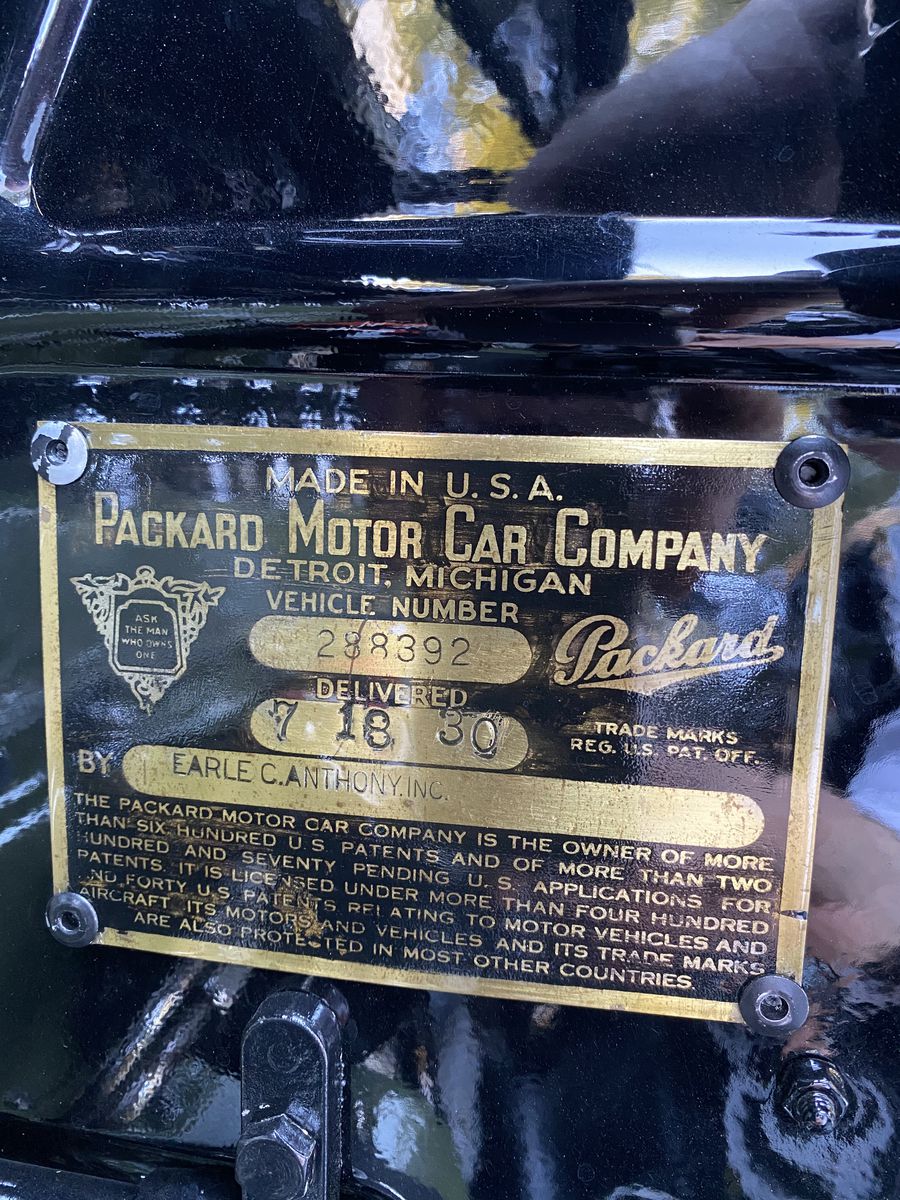 MADE IN U.S.A.
PACKARD MOTOR CAR COMPANY
DETROIT, MICHIGAN
VEHICLE NUMBER
288392
ASK
THE MAN
WHO OWNS
ONE
Packard
DELIVERED
7 18 30
TRADE MARKS
REG. U.S. PAT. OFF.
BY EARLE C. ANTHONY, INC.
THE PACKARD MOTOR CAR COMPANY IS THE OWNER OF MORE
THAN SIX HUNDRED U.S. PATENTS AND OF MORE THAN TWO
HUNDRED AND SEVENTY PENDING U.S. APPLICATIONS FOR
PATENTS. IT IS LICENSED UNDER MORE THAN FOUR HUNDRED
AND FORTY U.S. PATENTS RELATING TO MOTOR VEHICLES AND
AIRCRAFT. ITS MOTORS AND VEHICLES AND ITS TRADE MARKS
ARE ALSO PROTECTED IN MOST OTHER COUNTRIES